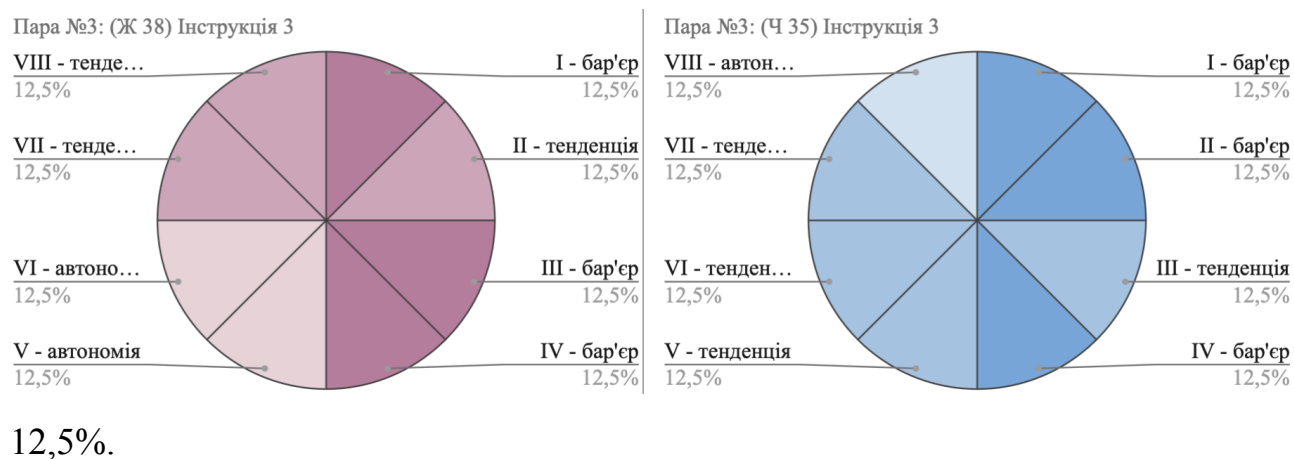 Пара №3: (Ж 38) Інструкція 3
VIII - тенде…
12,5%
VII - тенде…
12,5%
VI - автоно…
12,5%
V - автономія
12,5%
I - бар'єр
12,5%
II - тенденція
12,5%
III - бар'єр
12,5%
IV - бар'єр
12,5%
Пара №3: (Ч 35) Інструкція 3
VIII - автон…
12,5%
VII - тенде…
12,5%
VI - тенден…
12,5%
V - тенденція
12,5%
I - бар'єр
12,5%
II - бар'єр
12,5%
III - тенденція
12,5%
IV - бар'єр
12,5%
12,5%.